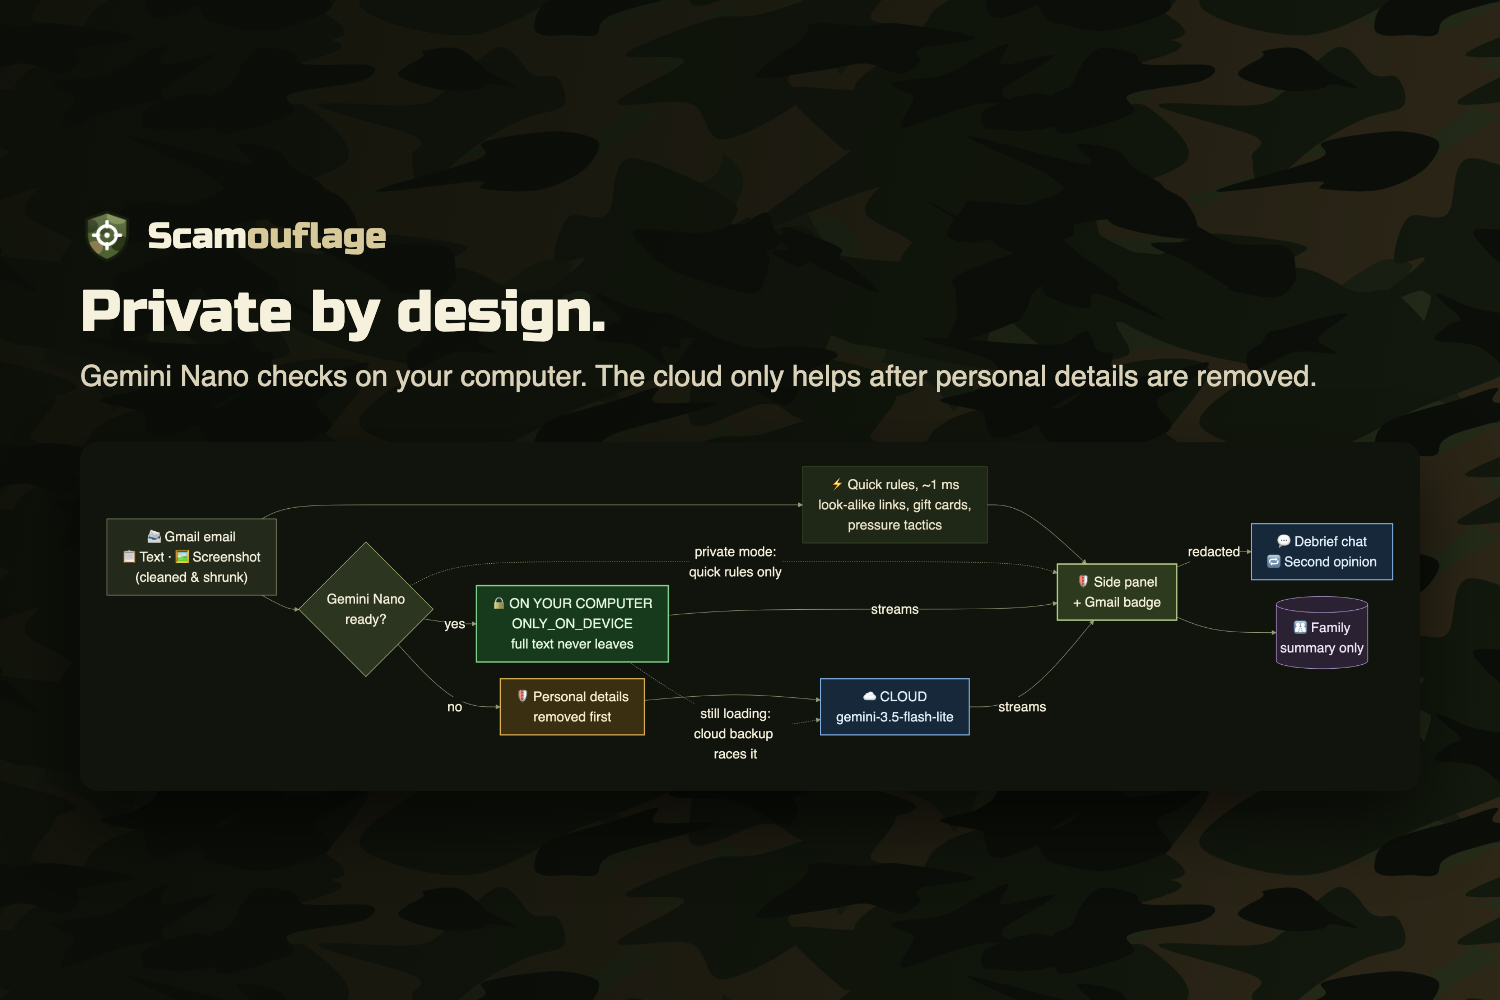 Scamouflage
Private by design.
Gemini Nano checks on your computer. The cloud only helps after personal details are removed.
Gmail email
Text · Screenshot
(cleaned & shrunk)
Gemini Nano
ready?
yes
no
ON YOUR COMPUTER
ONLY_ON_DEVICE
full text never leaves
Personal details
removed first
Quick rules, ~1 ms
look-alike links, gift cards,
pressure tactics
private mode:
quick rules only
streams
still loading:
cloud backup
races it
CLOUD
gemini-3.5-flash-lite
streams
Side panel
+ Gmail badge
redacted
Debrief chat
Second opinion
Family
summary only